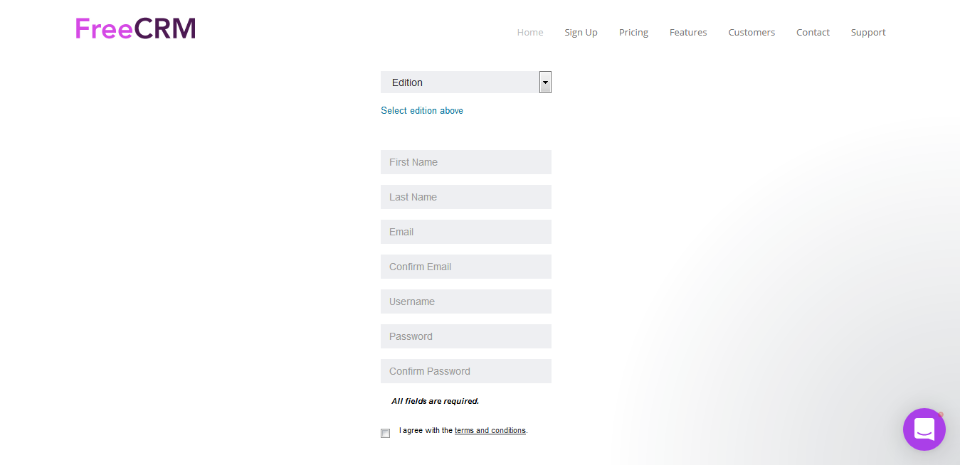 FreeCRM
Home Sign Up Pricing Features Customers Contact Support
Edition
Select edition above
First Name
Last Name
Email
Confirm Email
Username
Password
Confirm Password
All fields are required.
I agree with the terms and conditions.